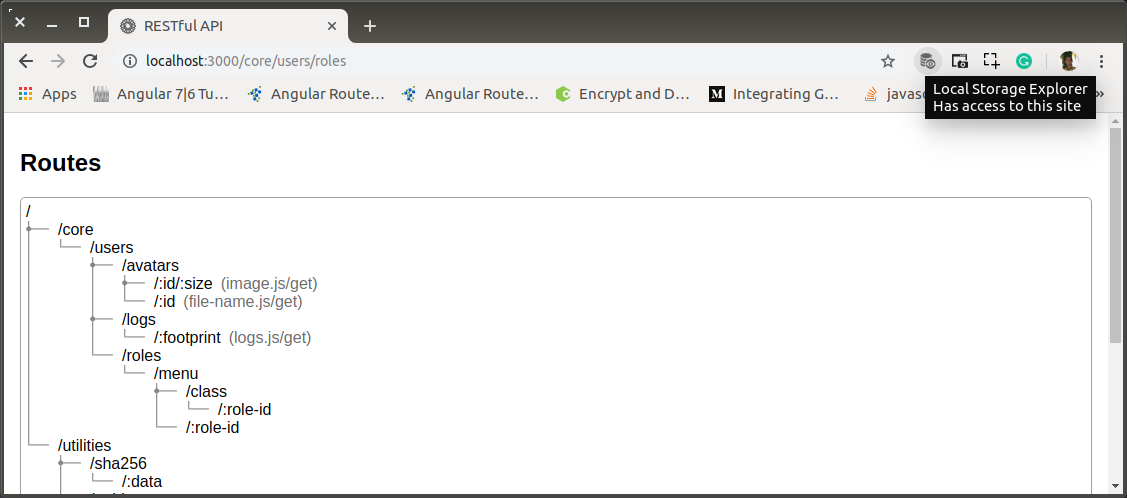 RESTful API
localhost:3000/core/users/roles
Apps Angular 7|6 Tu… Angular Route… Angular Route… Encrypt and D… Integrating G… javasc »
Local Storage Explorer
Has access to this site
Routes
/
/core
/users
/avatars
/:id/:size (image.js/get)
/:id (file-name.js/get)
/logs
/:footprint (logs.js/get)
/roles
/menu
/class
/:role-id
/:role-id
/utilities
/sha256
/:data